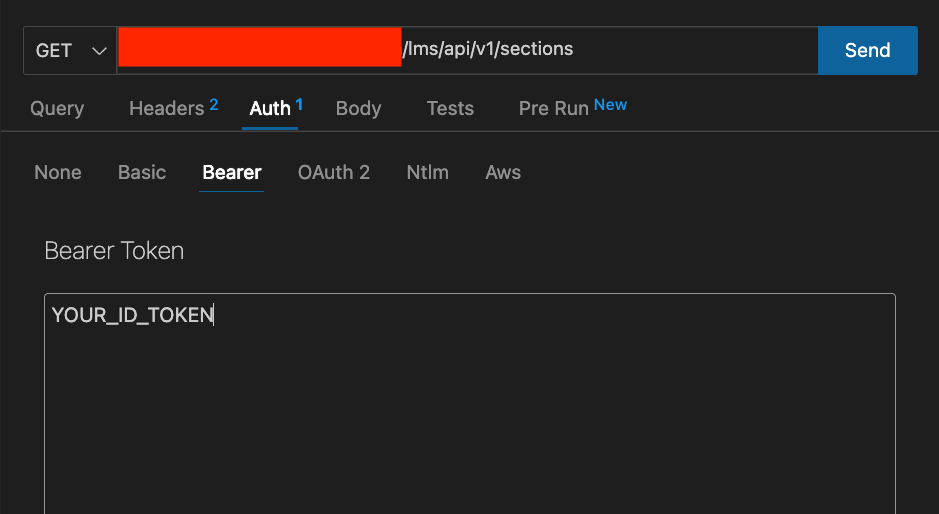 GET /lms/api/v1/sections Send
Query Headers 2 Auth 1 Body Tests Pre Run New
None Basic Bearer OAuth 2 Ntlm Aws
Bearer Token
YOUR_ID_TOKEN